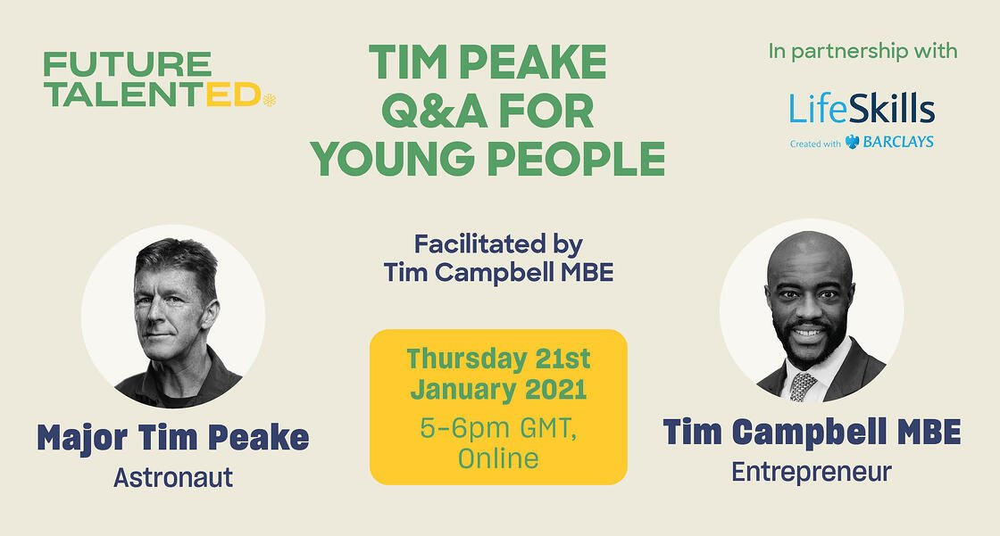 FUTURE
TALENTED
TIM PEAKE
Q&A FOR
YOUNG PEOPLE
In partnership with
LifeSkills
Created with BARCLAYS
Facilitated by
Tim Campbell MBE
Thursday 21st
January 2021
5-6pm GMT,
Online
Major Tim Peake
Astronaut
Tim Campbell MBE
Entrepreneur